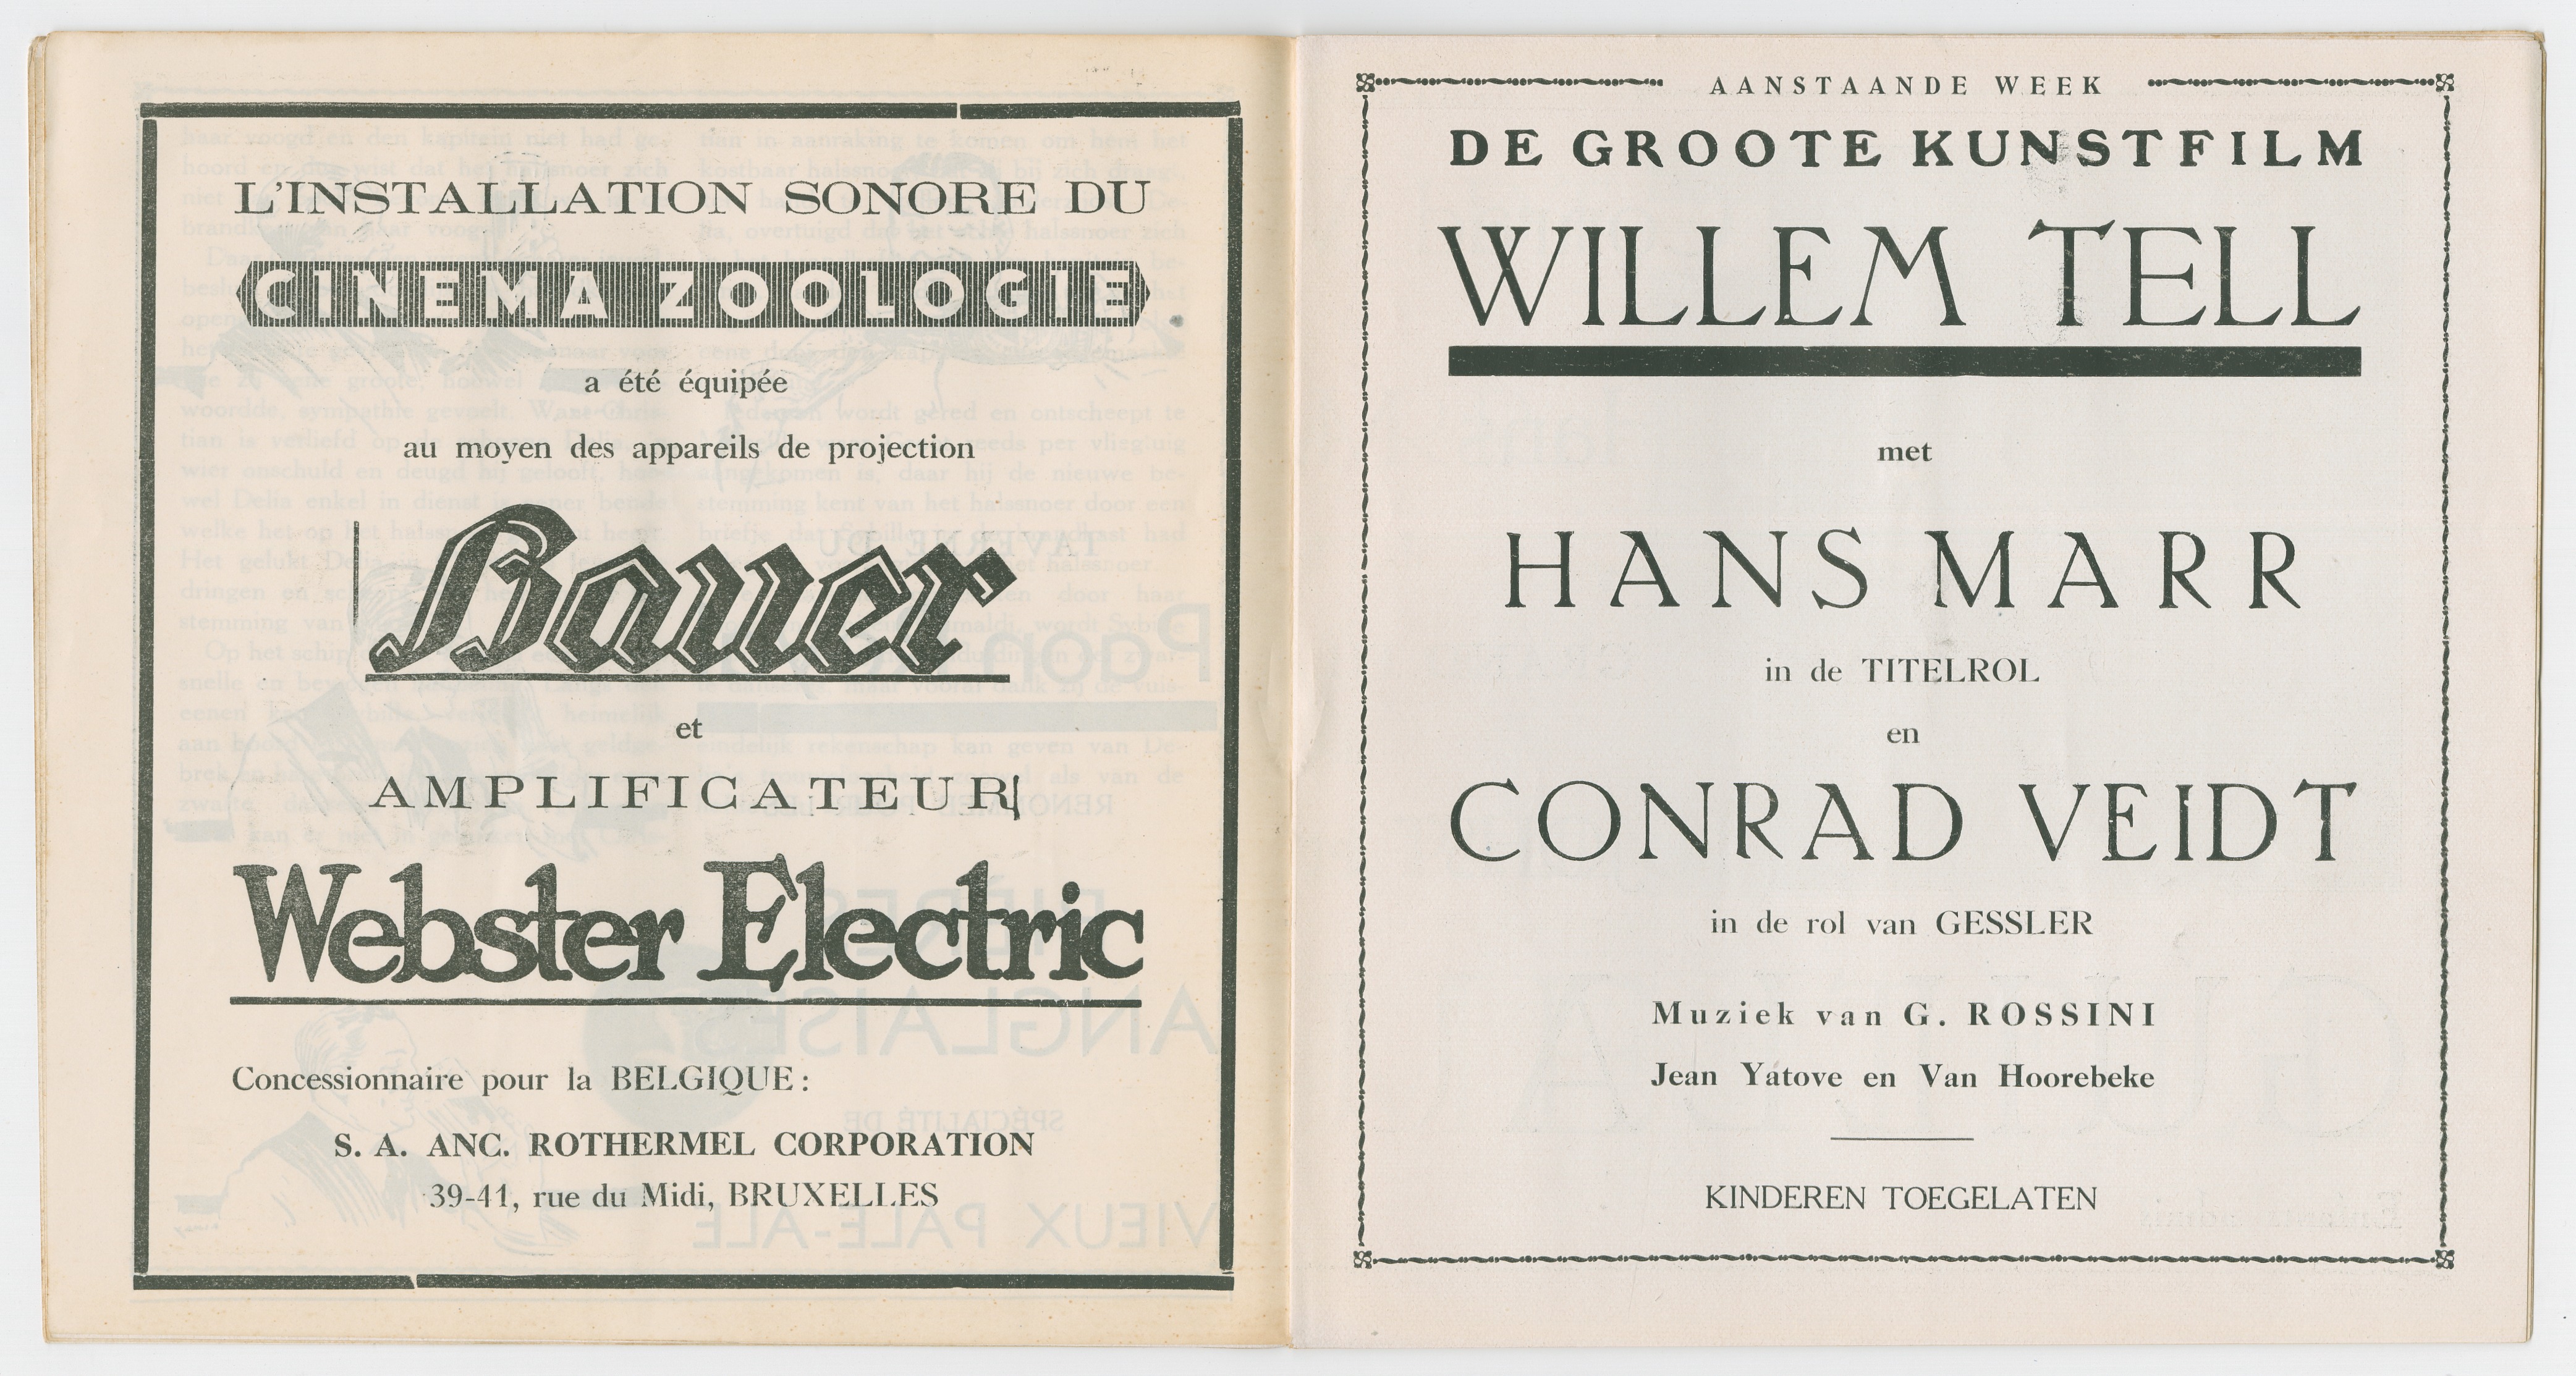 L'INSTALLATION SONORE DU
CINEMA ZOOLOGIE
a été équipée
au moyen des appareils de projection
Bauer
et
AMPLIFICATEUR
Webster Electric
Concessionnaire pour la BELGIQUE :
S. A. ANC. ROTHERMEL CORPORATION
39-41, rue du Midi, BRUXELLES
AANSTAANDE WEEK
DE GROOTE KUNSTFILM
WILLEM TELL
met
HANS MARR
in de TITELROL
en
CONRAD VEIDT
in de rol van GESSLER
Muziek van G. ROSSINI
Jean Yatove en Van Hoorebeke
KINDEREN TOEGELATEN